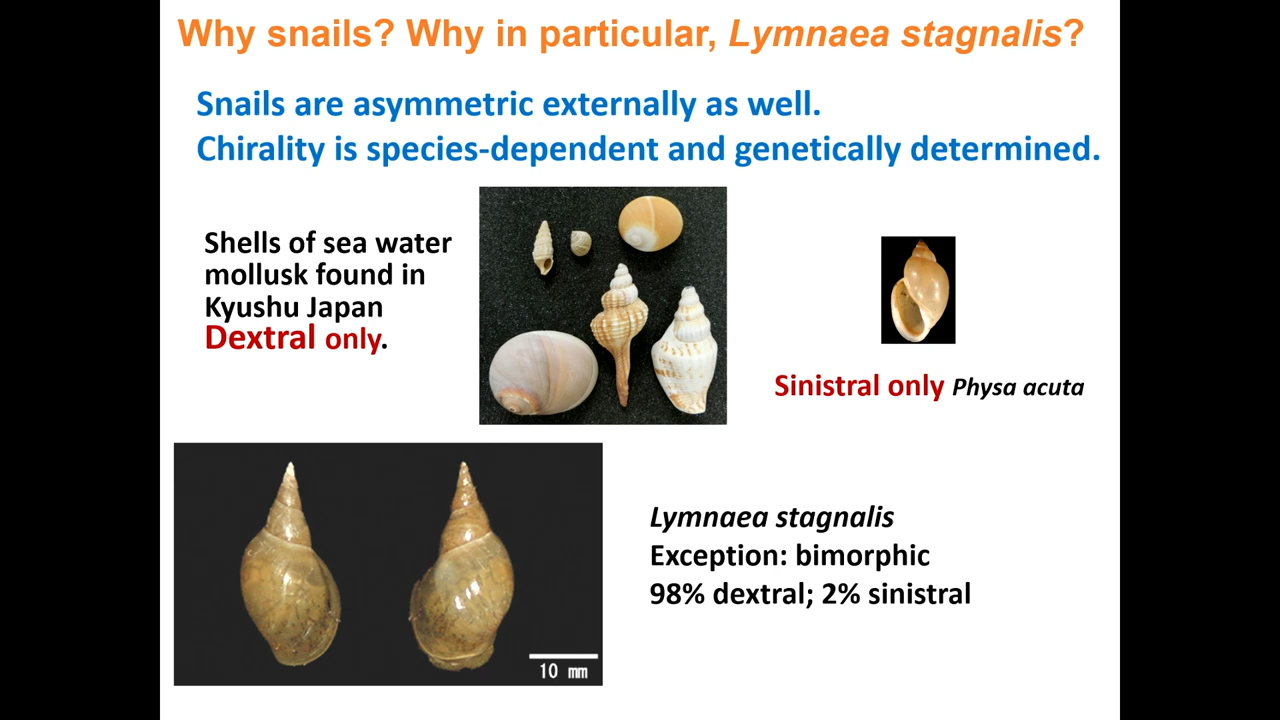 Why snails? Why in particular, Lymnaea stagnalis?
Snails are asymmetric externally as well.
Chirality is species-dependent and genetically determined.
Shells of sea water
mollusk found in
Kyushu Japan
Dextral only.
Sinistral only Physa acuta
Lymnaea stagnalis
Exception: bimorphic
98% dextral; 2% sinistral
10 mm